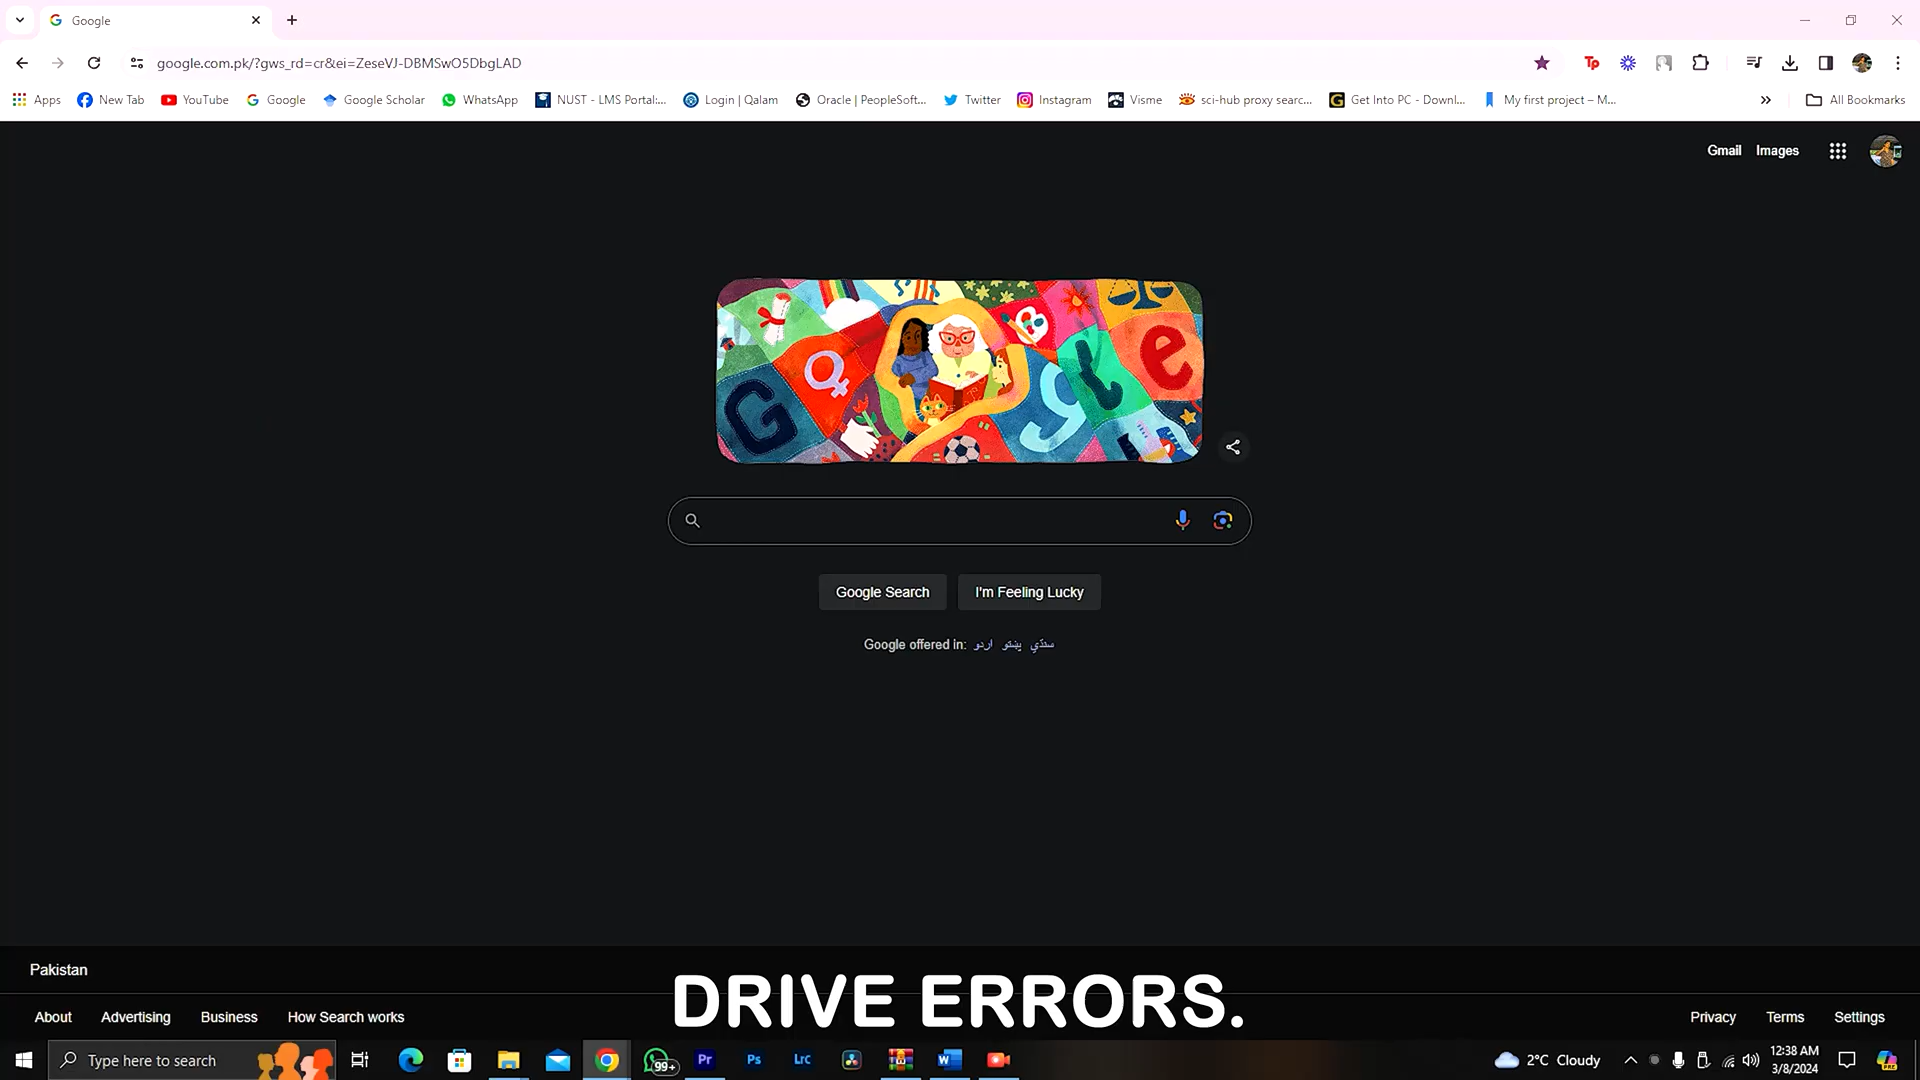 Google
google.com.pk/?gws_rd=cr&ei=ZeseVJ-DBMSwO5DbgLAD
Tp
Apps New Tab YouTube Google Google Scholar WhatsApp NUST - LMS Portal:... Login | Qalam Oracle | PeopleSoft... Twitter Instagram Visme sci-hub proxy searc... Get Into PC - Downl... My first project – M... » All Bookmarks
Gmail Images
G g l e
Google Search I'm Feeling Lucky
Google offered in: اردو پښتو سنڌي
Pakistan
DRIVE ERRORS.
About Advertising Business How Search works Privacy Terms Settings
Type here to search 99+ Pr Ps Lrc W 2°C Cloudy 12:38 AM
3/8/2024